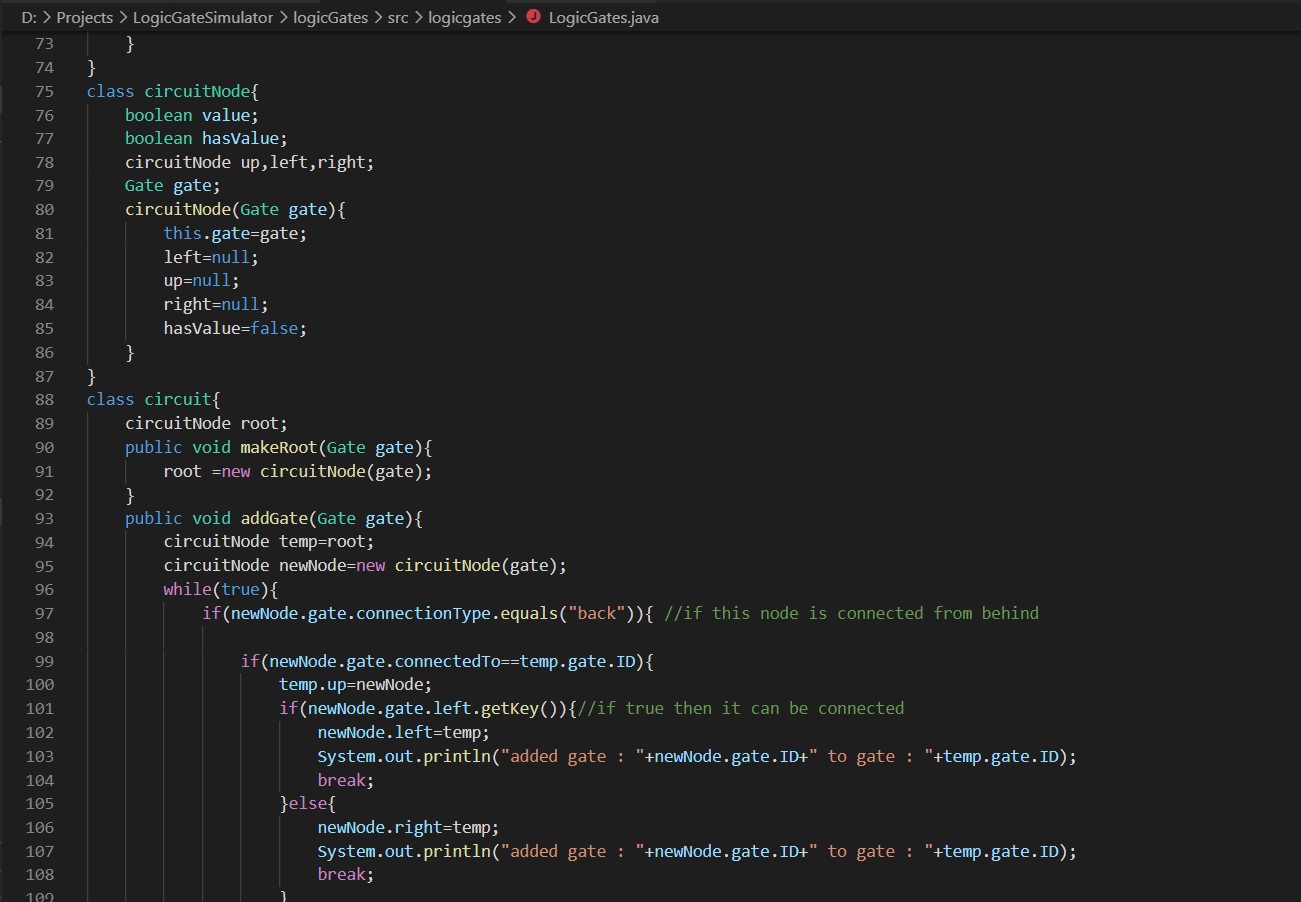 D: > Projects > LogicGateSimulator > logicGates > src > logicgates > J LogicGates.java
73 }
74 }
75 class circuitNode{
76 boolean value;
77 boolean hasValue;
78 circuitNode up,left,right;
79 Gate gate;
80 circuitNode(Gate gate){
81 this.gate=gate;
82 left=null;
83 up=null;
84 right=null;
85 hasValue=false;
86 }
87 }
88 class circuit{
89 circuitNode root;
90 public void makeRoot(Gate gate){
91 root =new circuitNode(gate);
92 }
93 public void addGate(Gate gate){
94 circuitNode temp=root;
95 circuitNode newNode=new circuitNode(gate);
96 while(true){
97 if(newNode.gate.connectionType.equals("back")){ //if this node is connected from behind
98
99 if(newNode.gate.connectedTo==temp.gate.ID){
100 temp.up=newNode;
101 if(newNode.gate.left.getKey()){//if true then it can be connected
102 newNode.left=temp;
103 System.out.println("added gate : "+newNode.gate.ID+" to gate : "+temp.gate.ID);
104 break;
105 }else{
106 newNode.right=temp;
107 System.out.println("added gate : "+newNode.gate.ID+" to gate : "+temp.gate.ID);
108 break;
109 }